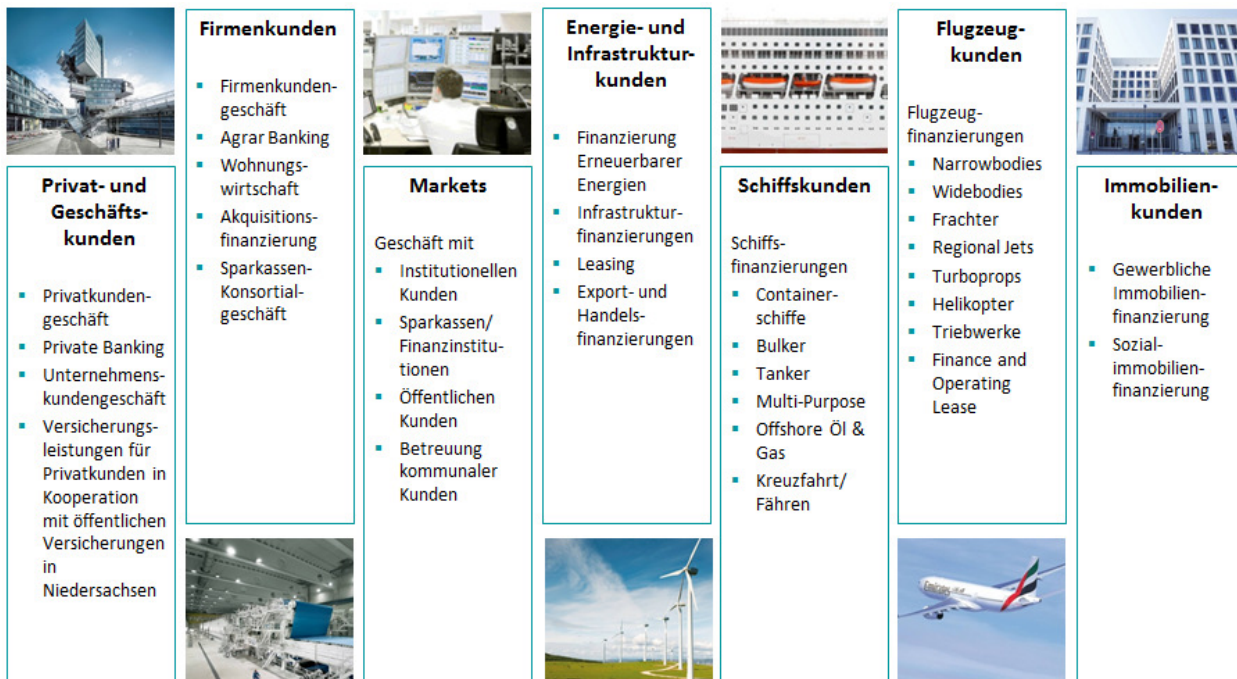 Privat- und
Geschäfts-
kunden
Privatkunden-
geschäft
Private Banking
Unternehmens-
kundengeschäft
Versicherungs-
leistungen für
Privatkunden in
Kooperation
mit öffentlichen
Versicherungen
in
Niedersachsen
Firmenkunden
Firmenkunden-
geschäft
Agrar Banking
Wohnungs-
wirtschaft
Akquisitions-
finanzierung
Sparkassen-
Konsortial-
geschäft
Markets
Geschäft mit
Institutionellen
Kunden
Sparkassen/
Finanzinstitu-
tionen
Öffentlichen
Kunden
Betreuung
kommunaler
Kunden
Energie- und
Infrastruktur-
kunden
Finanzierung
Erneuerbarer
Energien
Infrastruktur-
finanzierungen
Leasing
Export- und
Handels-
finanzierungen
Schiffskunden
Schiffs-
finanzierungen
Container-
schiffe
Bulker
Tanker
Multi-Purpose
Offshore Öl &
Gas
Kreuzfahrt/
Fähren
Flugzeug-
kunden
Flugzeug-
finanzierungen
Narrowbodies
Widebodies
Frachter
Regional Jets
Turboprops
Helikopter
Triebwerke
Finance and
Operating
Lease
Emirates
Immobilien-
kunden
Gewerbliche
Immobilien-
finanzierung
Sozial-
immobilien-
finanzierung